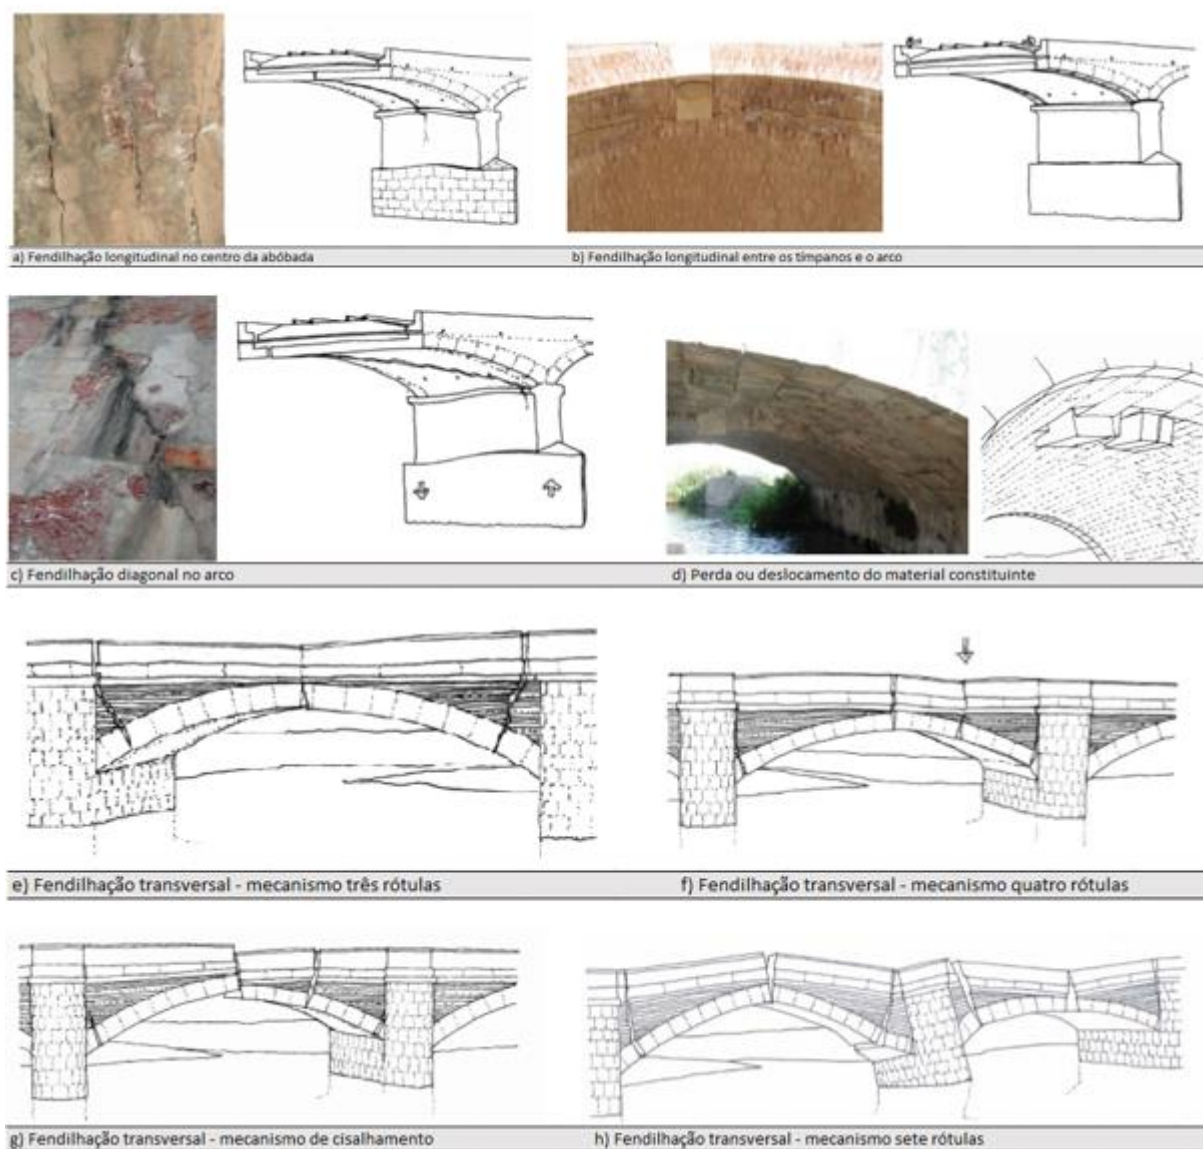 a) Fendilhação longitudinal no centro da abóbada
b) Fendilhação longitudinal entre os tímpanos e o arco
c) Fendilhação diagonal no arco
d) Perda ou deslocamento do material constituinte
e) Fendilhação transversal - mecanismo três rótulas
f) Fendilhação transversal - mecanismo quatro rótulas
g) Fendilhação transversal - mecanismo de cisalhamento
h) Fendilhação transversal - mecanismo sete rótulas